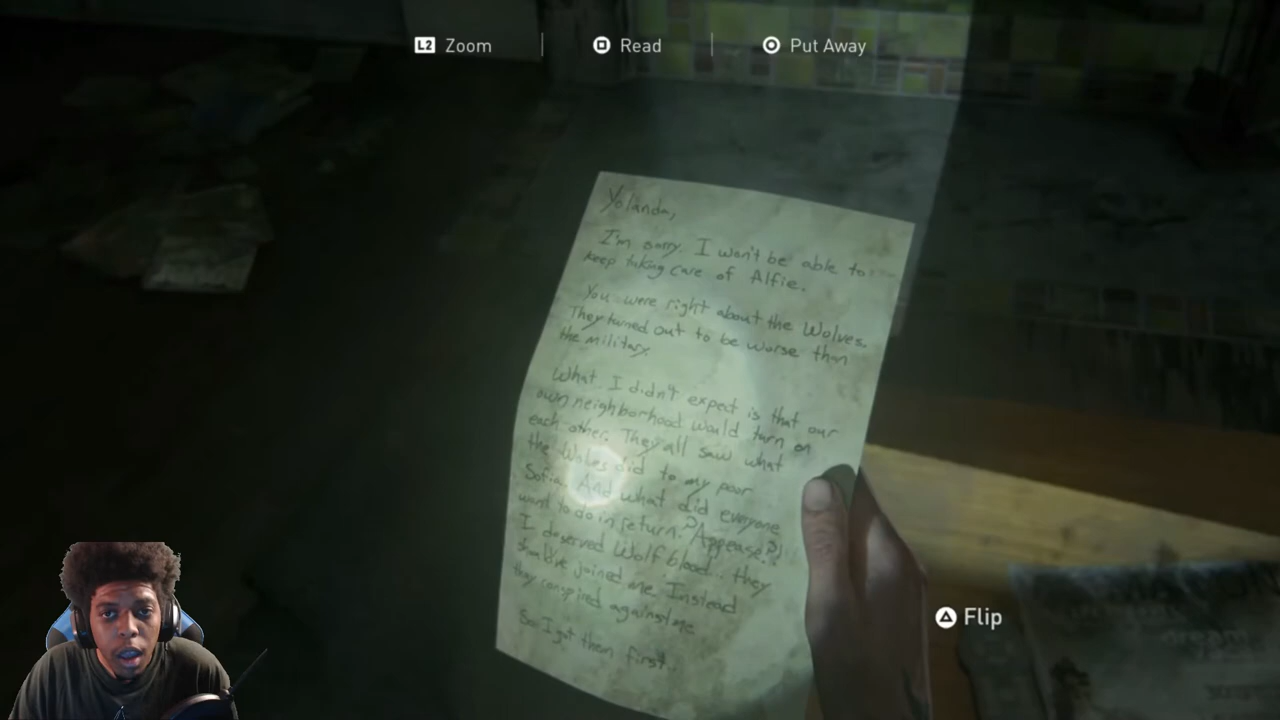 L2 Zoom | Read | Put Away
Yolanda,
I'm sorry. I won't be able to
keep taking care of Alfie.
You were right about the Wolves.
They turned out to be worse than
the military.
What I didn't expect is that our
own neighborhood would turn on
each other. They all saw what
the Wolves did to my poor
Sofia. And what did everyone
want to do in return? Appease?!
I deserved Wolf blood... they
should've joined me. Instead
they conspired against me
So I got them first.
Flip